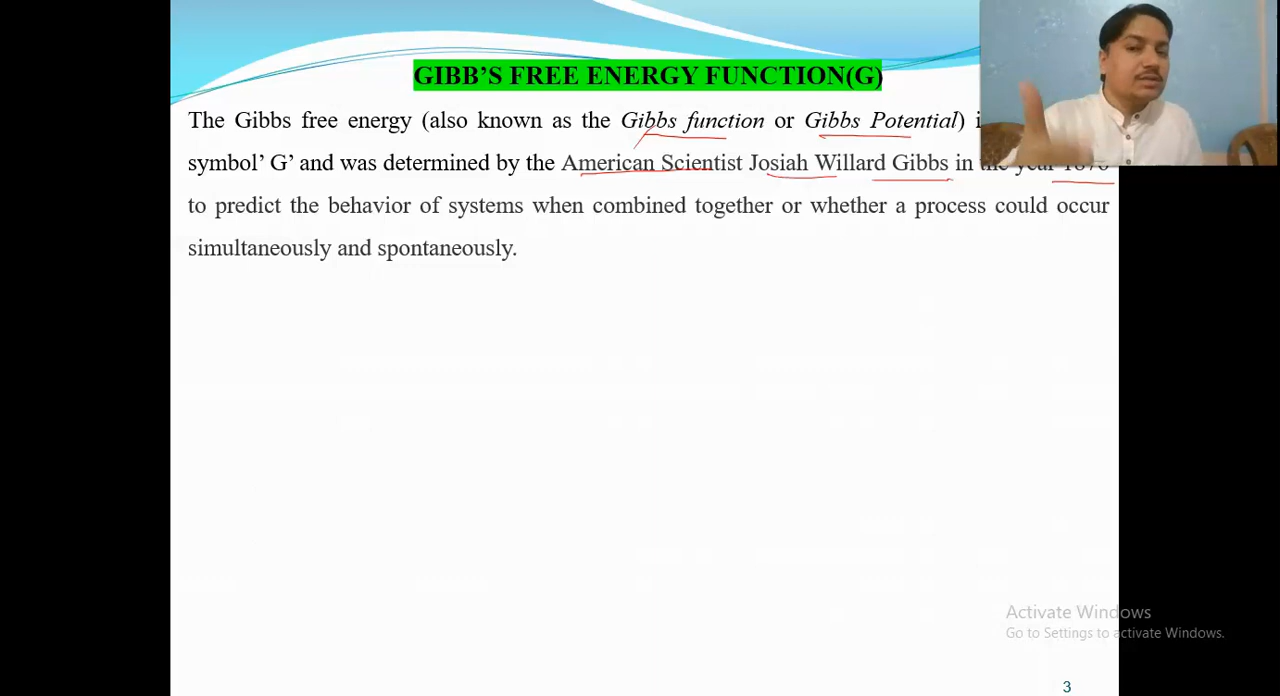 GIBB’S FREE ENERGY FUNCTION(G)
The Gibbs free energy (also known as the Gibbs function or Gibbs Potential)
symbol’ G’ and was determined by the American Scientist Josiah Willard Gibbs in the year
to predict the behavior of systems when combined together or whether a process could occur
simultaneously and spontaneously.
Activate Windows
Go to Settings to activate Windows.
3